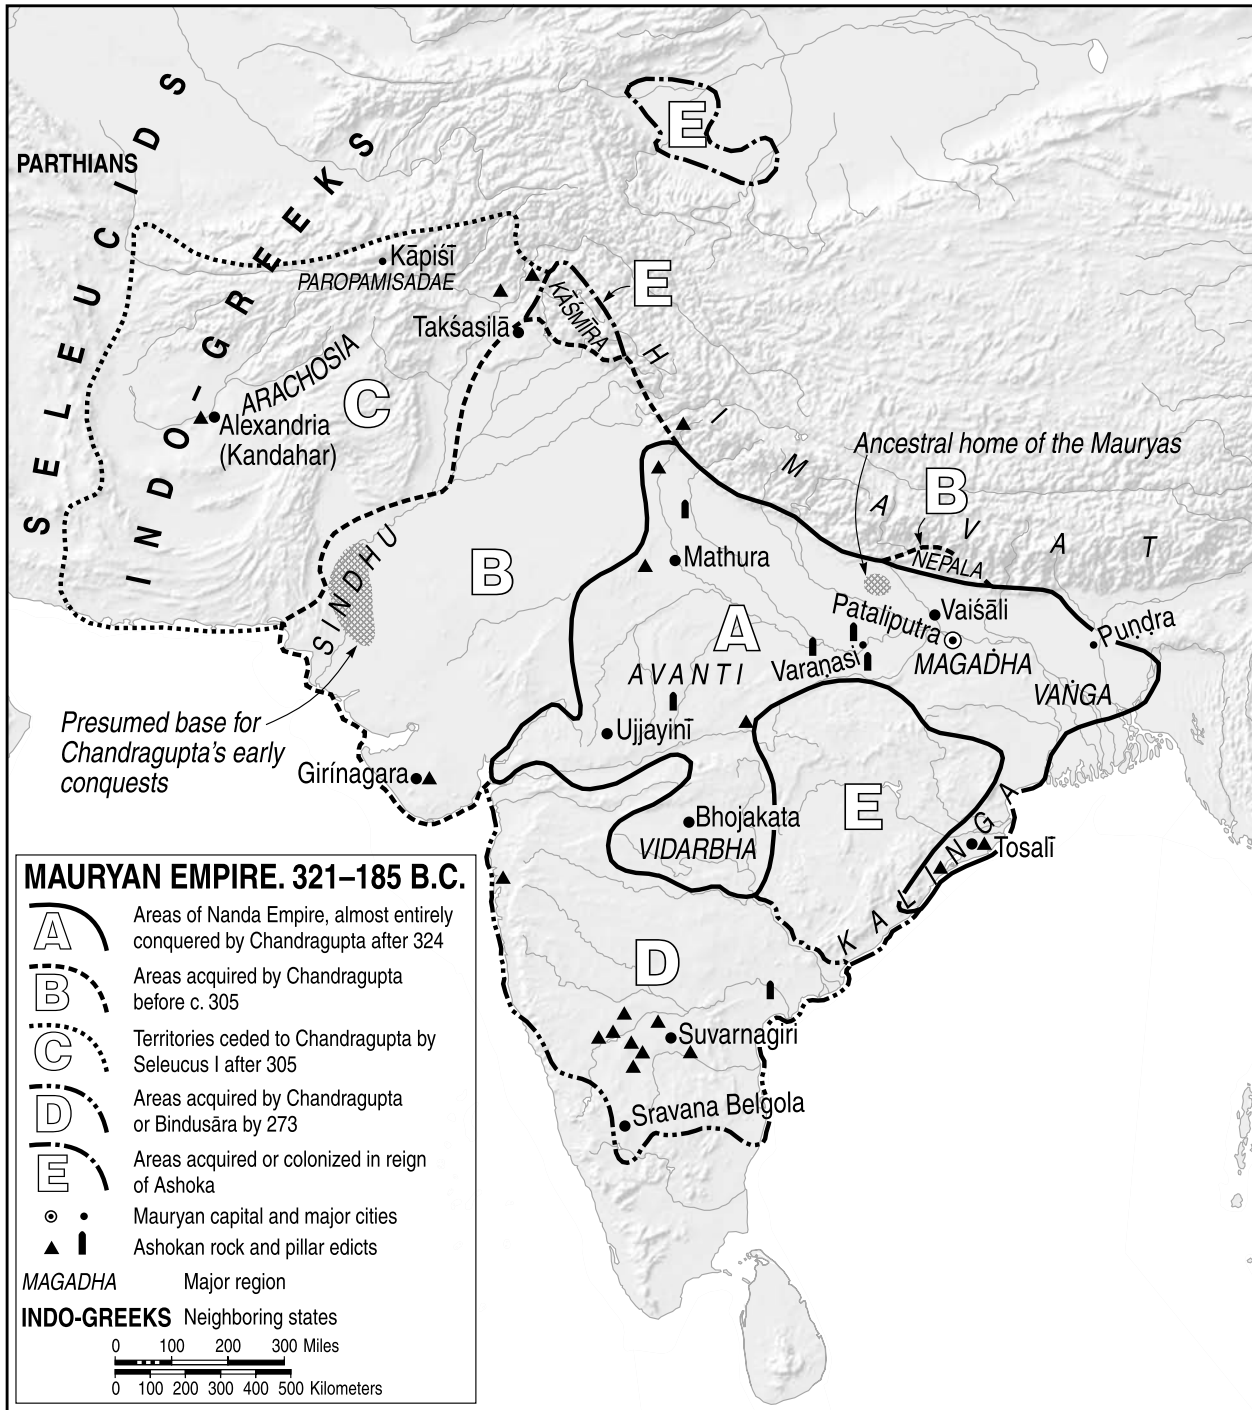 PARTHIANS
SELEUCIDS
INDO–GREEKS
E
Kāpiśī
PAROPAMISADAE
E
KĀŚMĪRA
Takśasilā
ARACHOSIA
C
Alexandria
(Kandahar)
HIMAVAT
Ancestral home of the Mauryas
B
NEPALA
SINDHU
B
Mathura
A
Vaiśāli
Pataliputra
Puṇḍra
Varaṇasi
MAGADHA
AVANTI
VAṄGA
Presumed base for
Chandragupta's early
conquests
Ujjayinī
Girínagara
Bhojakata
VIDARBHA
E
Tosalī
KALINGA
D
Suvarnagiri
Sravana Belgola
MAURYAN EMPIRE. 321–185 B.C.
A Areas of Nanda Empire, almost entirely
conquered by Chandragupta after 324
B Areas acquired by Chandragupta
before c. 305
C Territories ceded to Chandragupta by
Seleucus I after 305
D Areas acquired by Chandragupta
or Bindusāra by 273
E Areas acquired or colonized in reign
of Ashoka
Mauryan capital and major cities
Ashokan rock and pillar edicts
MAGADHA Major region
INDO-GREEKS Neighboring states
0 100 200 300 Miles
0 100 200 300 400 500 Kilometers